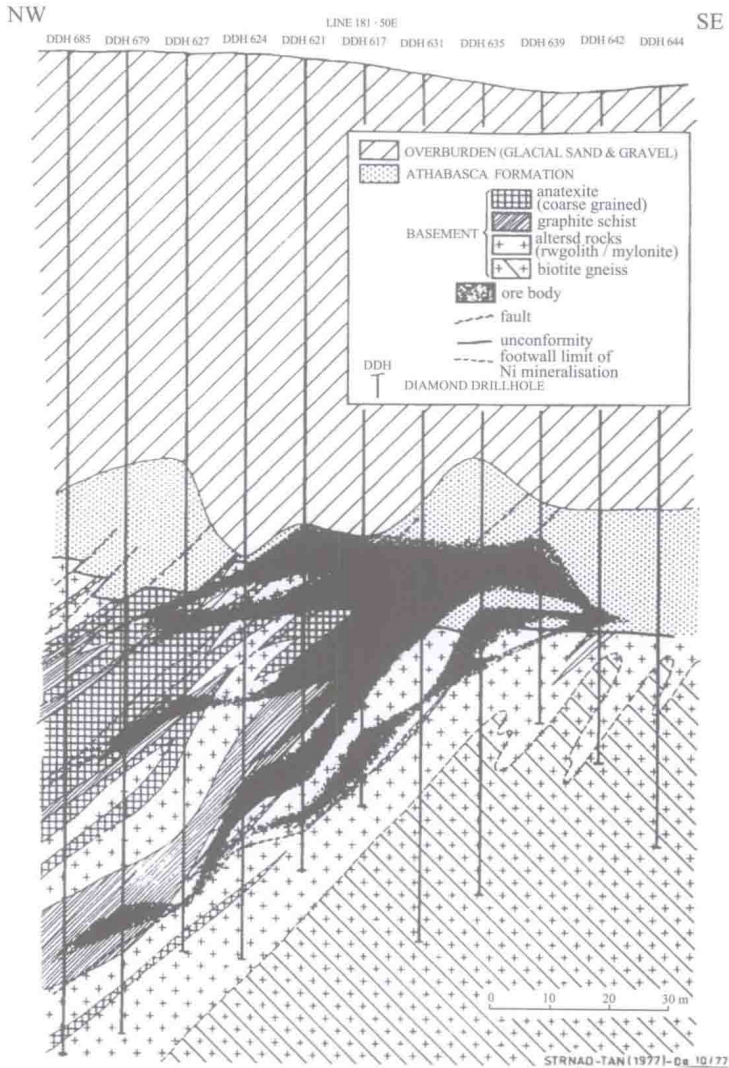 NW
LINE 181 - 50E
SE
DDH 685 DDH 679 DDH 627 DDH 624 DDH 621 DDH 617 DDH 631 DDH 635 DDH 639 DDH 642 DDH 644
OVERBURDEN (GLACIAL SAND & GRAVEL)
ATHABASCA FORMATION
BASEMENT
anatexite
(coarse grained)
graphite schist
altersd rocks
(rwgolith / mylonite)
biotite gneiss
ore body
fault
unconformity
footwall limit of
Ni mineralisation
DDH
DIAMOND DRILLHOLE
0 10 20 30 m
STRNAD-TAN (1977)-Da 10/77